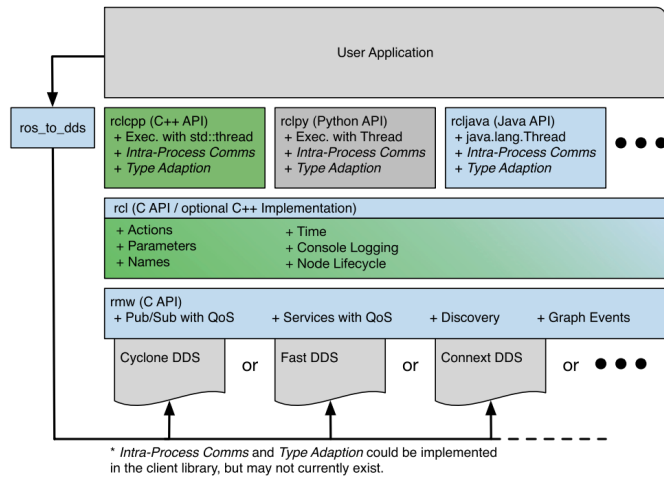 User Application
ros_to_dds
rclcpp (C++ API)
+ Exec. with std::thread
+ Intra-Process Comms
+ Type Adaption
rclpy (Python API)
+ Exec. with Thread
+ Intra-Process Comms
+ Type Adaption
rcljava (Java API)
+ java.lang.Thread
+ Intra-Process Comms
+ Type Adaption
rcl (C API / optional C++ Implementation)
+ Actions
+ Parameters
+ Names
+ Time
+ Console Logging
+ Node Lifecycle
rmw (C API)
+ Pub/Sub with QoS
+ Services with QoS
+ Discovery
+ Graph Events
Cyclone DDS
or
Fast DDS
or
Connext DDS
or
* Intra-Process Comms and Type Adaption could be implemented
in the client library, but may not currently exist.